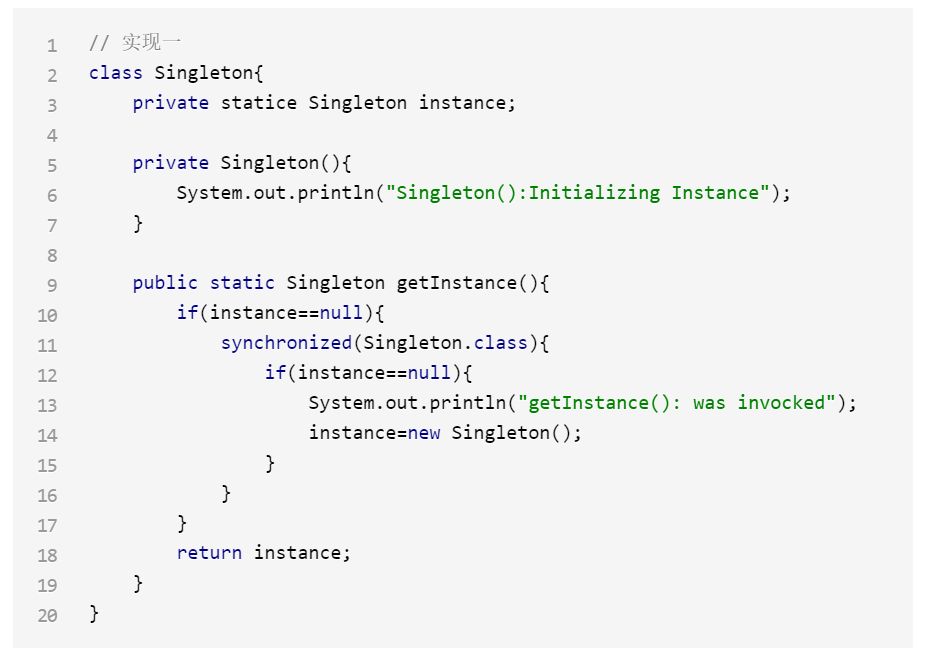 1 // 实现一
2 class Singleton{
3     private statice Singleton instance;
4
5     private Singleton(){
6         System.out.println("Singleton():Initializing Instance");
7     }
8
9     public static Singleton getInstance(){
10         if(instance==null){
11             synchronized(Singleton.class){
12                 if(instance==null){
13                     System.out.println("getInstance(): was invocked");
14                     instance=new Singleton();
15                 }
16             }
17         }
18         return instance;
19     }
20 }